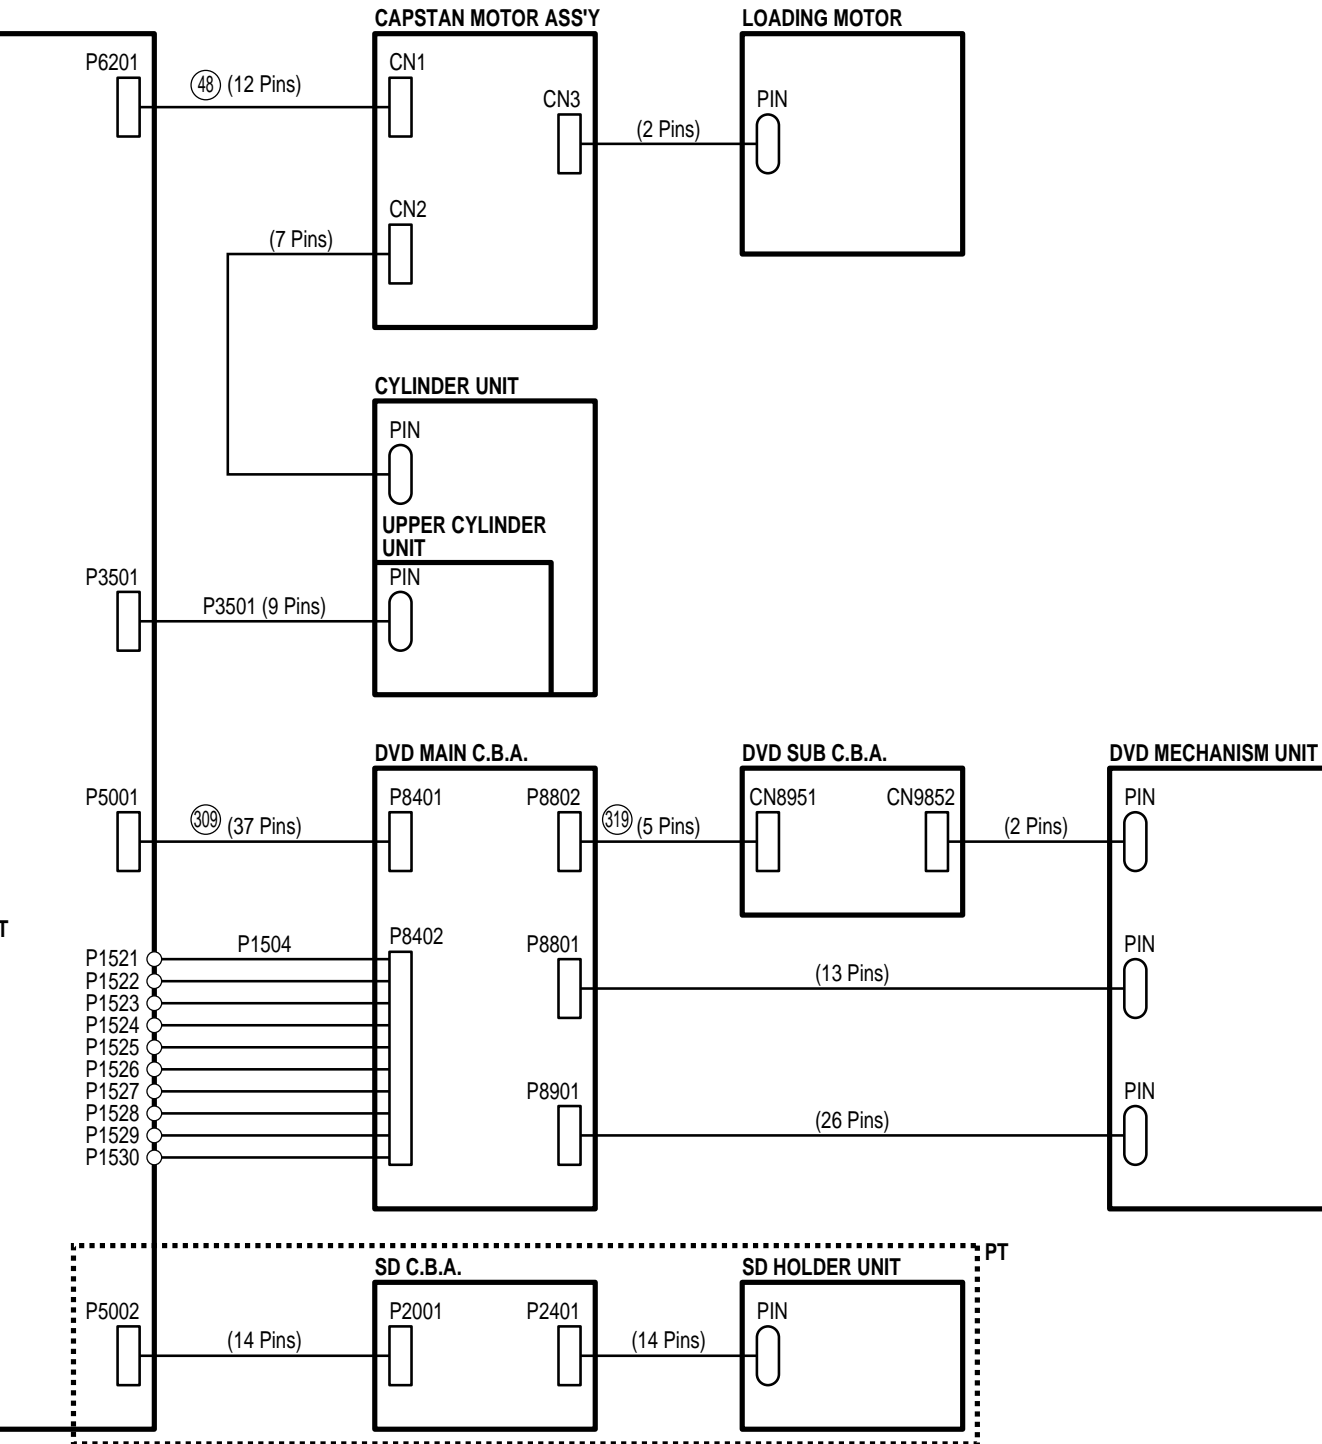 CAPSTAN MOTOR ASS'Y
LOADING MOTOR
P6201
48 (12 Pins)
CN1
CN3
(2 Pins)
PIN
CN2
(7 Pins)
CYLINDER UNIT
PIN
UPPER CYLINDER
UNIT
P3501
P3501 (9 Pins)
PIN
DVD MAIN C.B.A.
DVD SUB C.B.A.
DVD MECHANISM UNIT
P5001
309 (37 Pins)
P8401
P8802
319 (5 Pins)
CN8951
CN9852
(2 Pins)
PIN
T
P1504
P8402
P8801
(13 Pins)
PIN
P1521
P1522
P1523
P1524
P1525
P1526
P1527
P1528
P1529
P1530
P8901
(26 Pins)
PIN
PT
SD C.B.A.
SD HOLDER UNIT
P5002
(14 Pins)
P2001
P2401
(14 Pins)
PIN